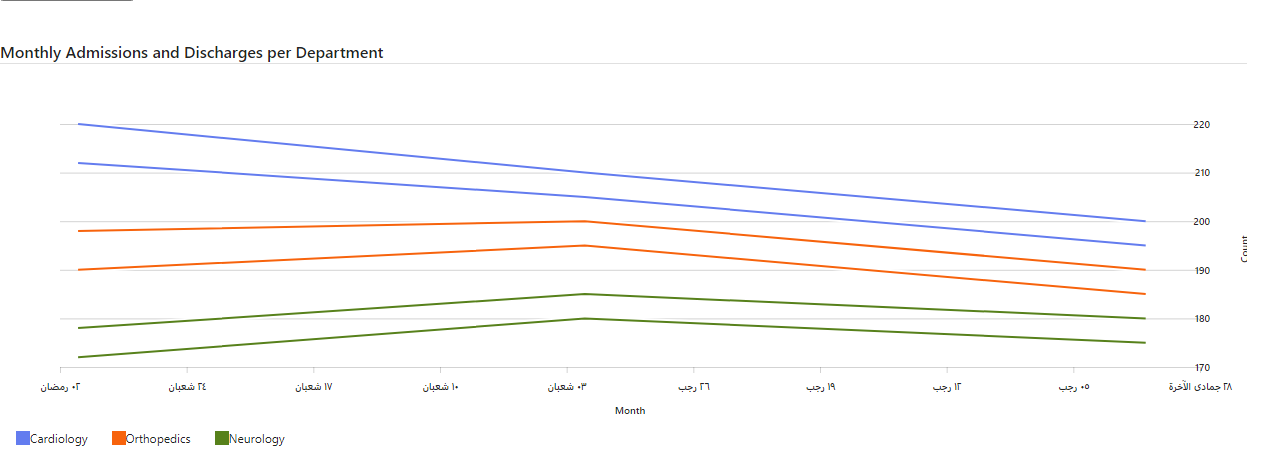 Monthly Admissions and Discharges per Department
220
210
200
190
180
170
Count
٢٨ جمادى الآخرة
٠٥ رجب
١٢ رجب
١٩ رجب
٢٦ رجب
٠٣ شعبان
١٠ شعبان
١٧ شعبان
٢٤ شعبان
٠٢ رمضان
Month
Cardiology
Orthopedics
Neurology